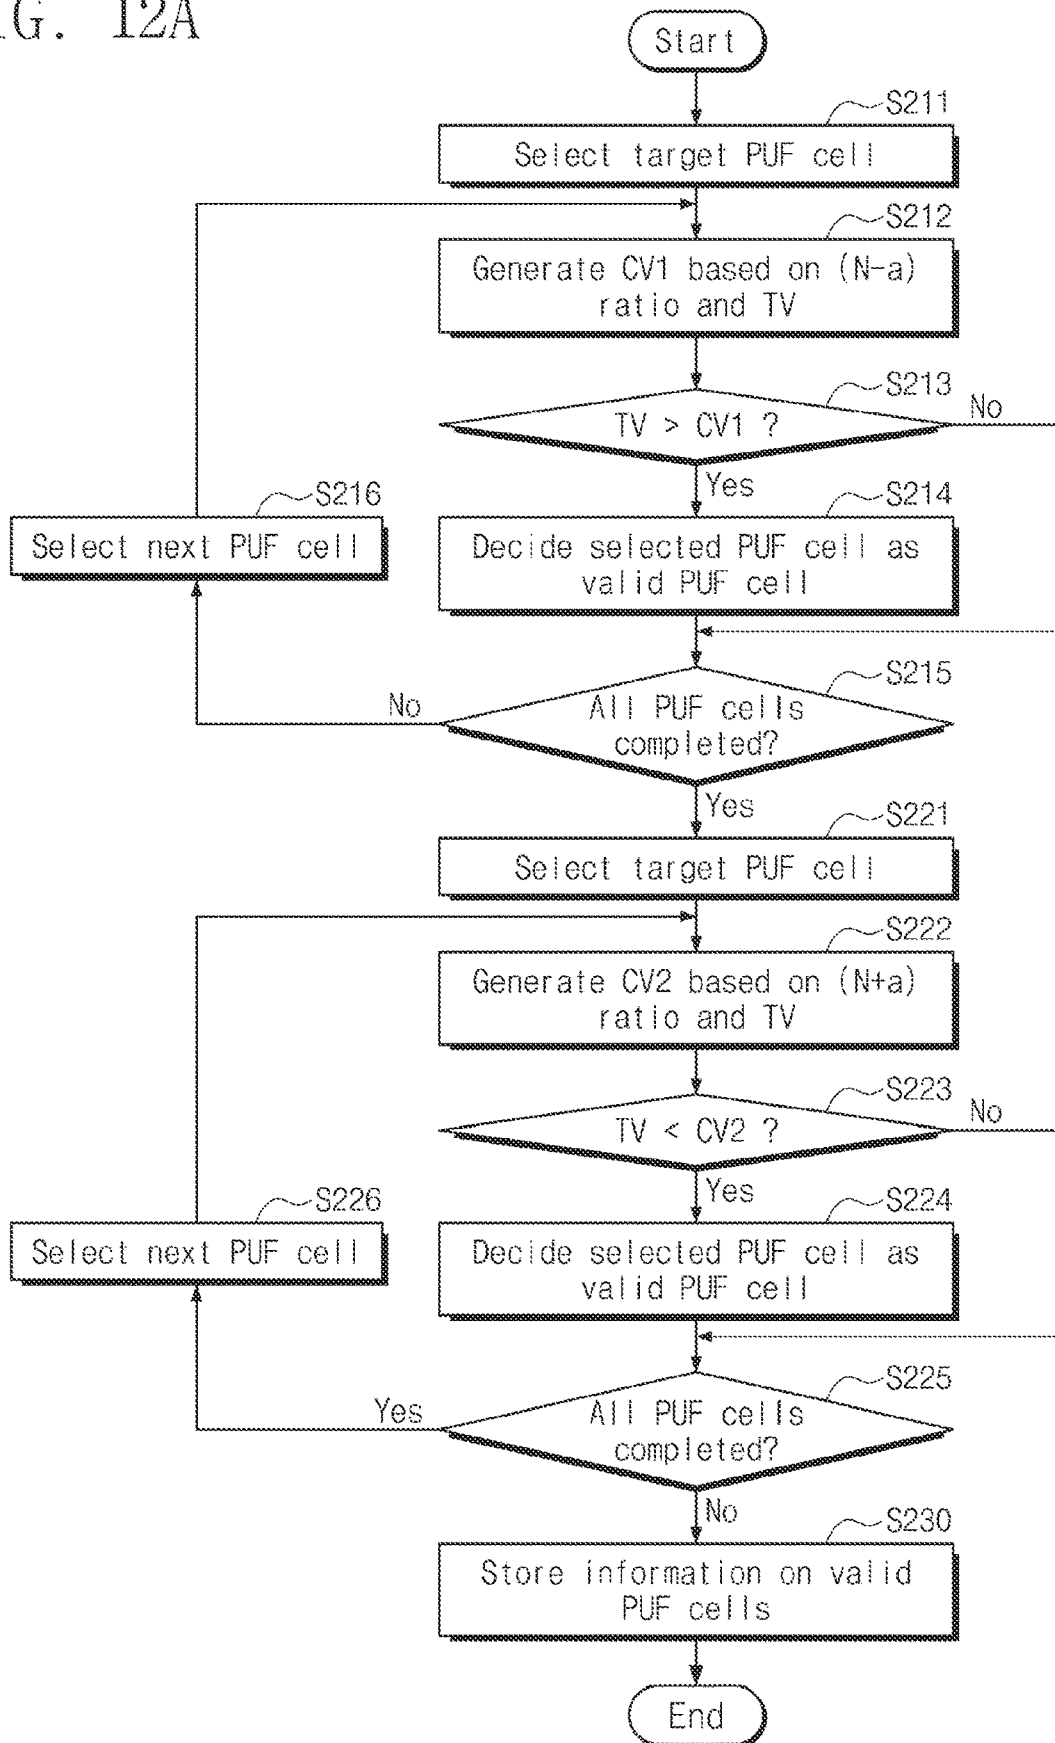 IG. 12A
Start
S211
Select target PUF cell
S212
Generate CV1 based on (N-a)
ratio and TV
S213
TV > CV1 ?
No
Yes
S216
Select next PUF cell
S214
Decide selected PUF cell as
valid PUF cell
S215
All PUF cells
completed?
No
Yes
S221
Select target PUF cell
S222
Generate CV2 based on (N+a)
ratio and TV
S223
TV < CV2 ?
No
Yes
S226
Select next PUF cell
S224
Decide selected PUF cell as
valid PUF cell
S225
All PUF cells
completed?
Yes
No
S230
Store information on valid
PUF cells
End